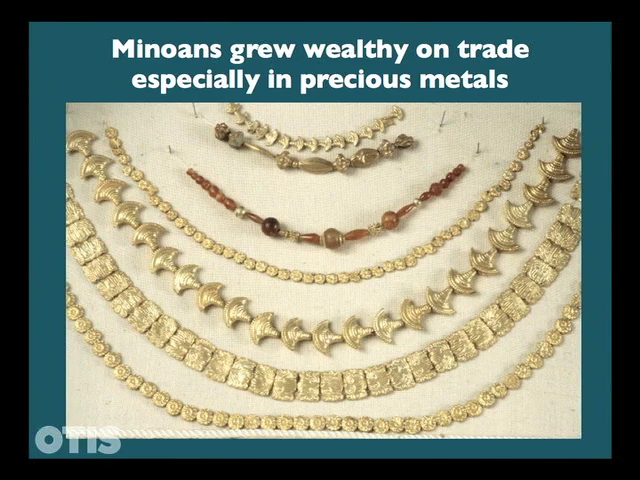 Minoans grew wealthy on trade
especially in precious metals
OTIS